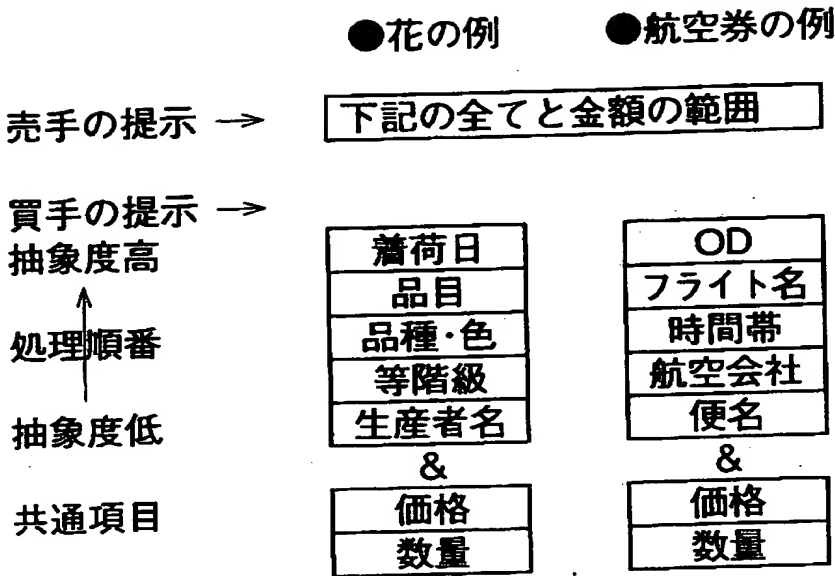 ●花の例 ●航空券の例
売手の提示 → 下記の全てと金額の範囲
買手の提示 →
抽象度高 着荷日 OD
品目 フライト名
処理順番 品種・色 時間帯
等階級 航空会社
抽象度低 生産者名 便名
& &
共通項目 価格 価格
数量 数量